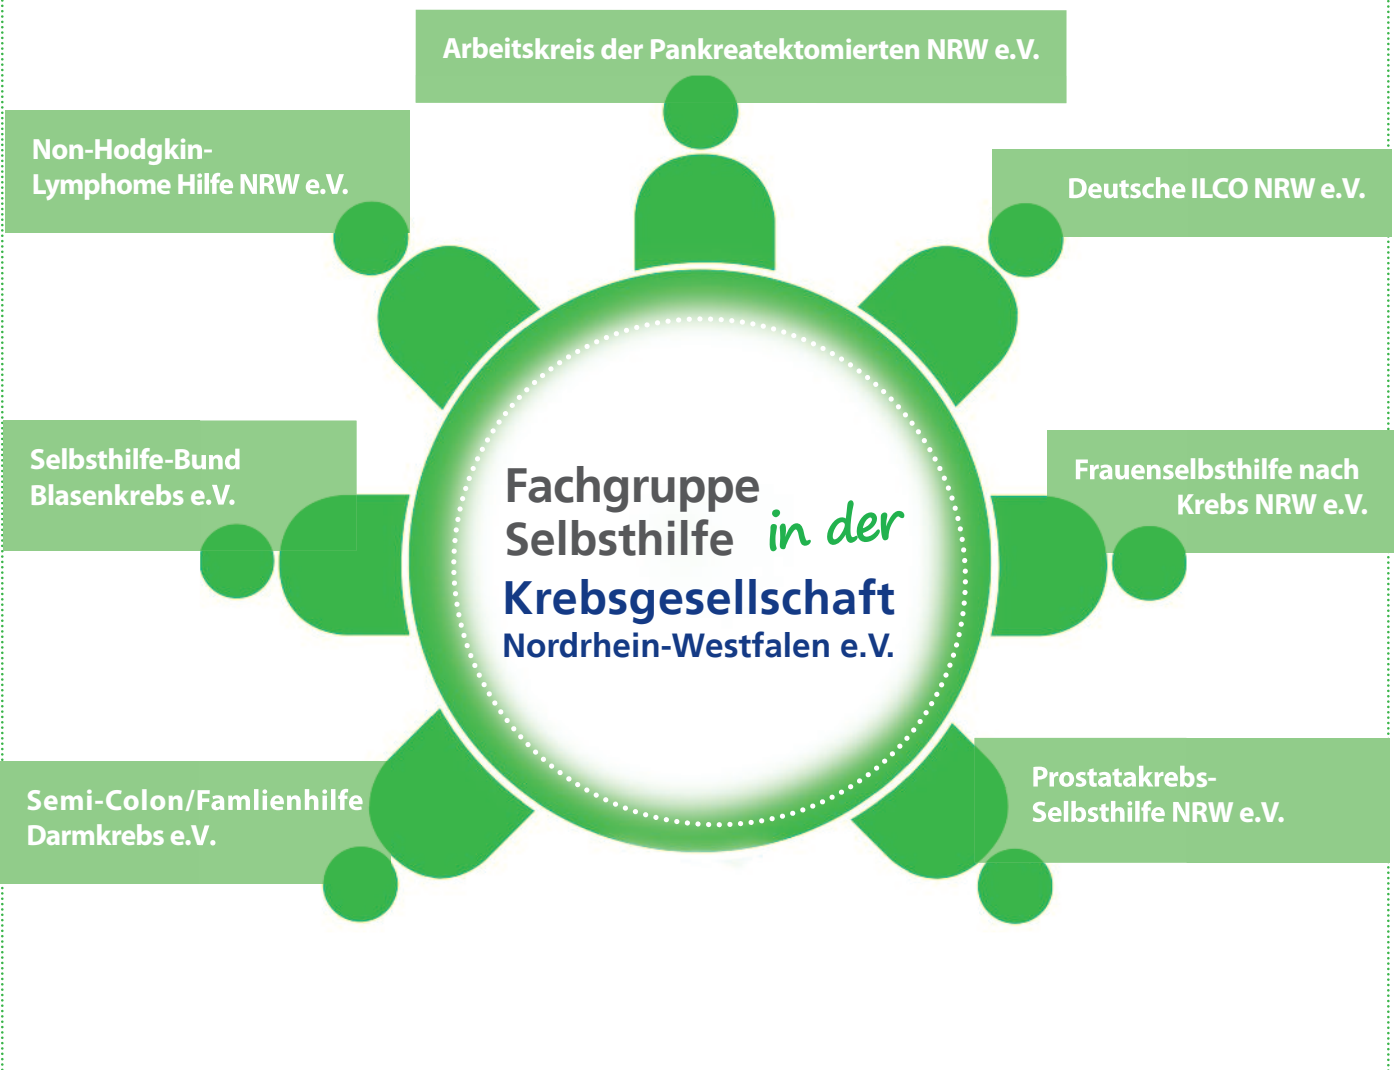 Arbeitskreis der Pankreatektomierten NRW e.V.
Non-Hodgkin-
Lymphome Hilfe NRW e.V.
Deutsche ILCO NRW e.V.
Selbsthilfe-Bund
Blasenkrebs e.V.
Frauenselbsthilfe nach
Krebs NRW e.V.
Fachgruppe
Selbsthilfe in der
Krebsgesellschaft
Nordrhein-Westfalen e.V.
Semi-Colon/Famlienhilfe
Darmkrebs e.V.
Prostatakrebs-
Selbsthilfe NRW e.V.